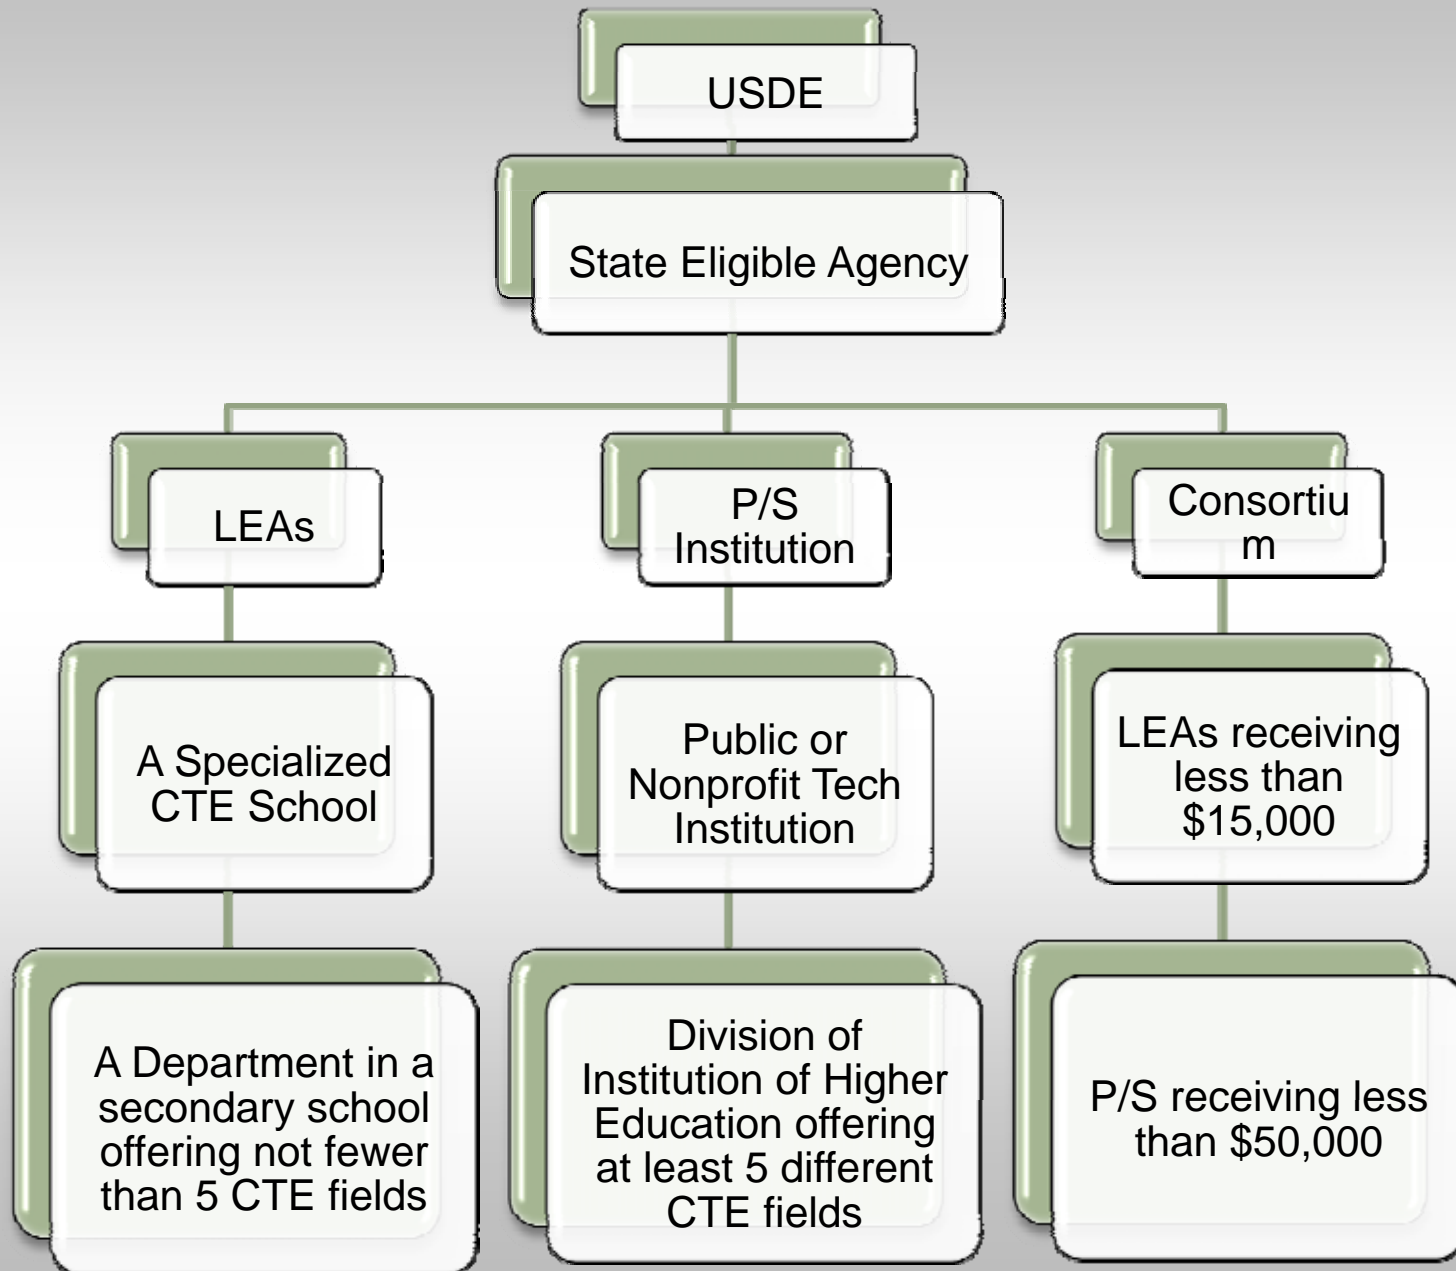 USDE
State Eligible Agency
LEAs
P/S
Institution
Consortiu
m
A Specialized
CTE School
Public or
Nonprofit Tech
Institution
LEAs receiving
less than
$15,000
A Department in a
secondary school
offering not fewer
than 5 CTE fields
Division of
Institution of Higher
Education offering
at least 5 different
CTE fields
P/S receiving less
than $50,000